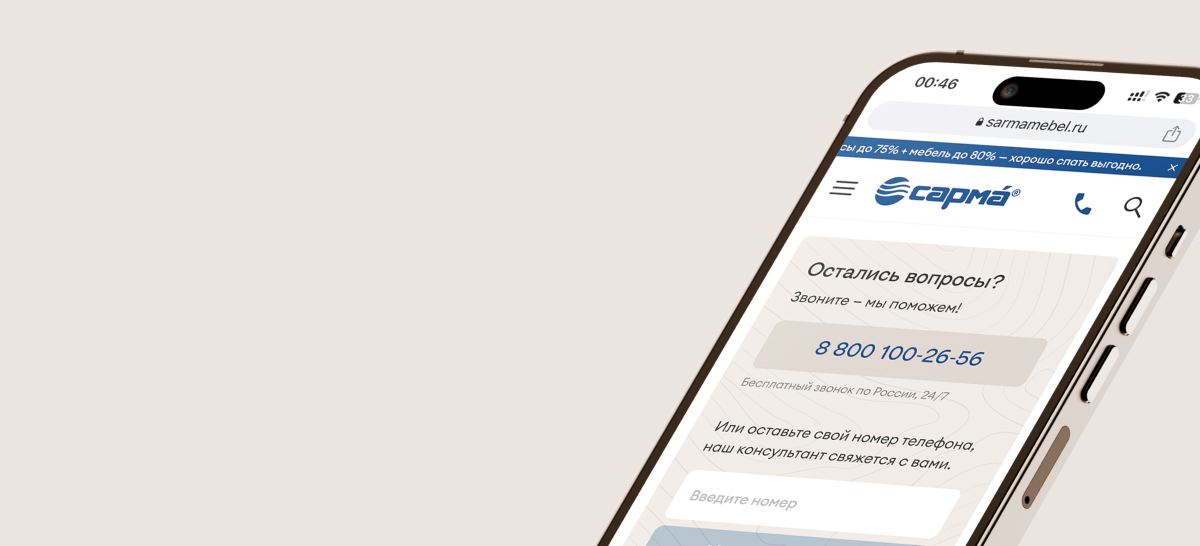 00:46
33
sarmamebel.ru
сы до 75% + мебель до 80% – хорошо спать выгодно.
сарма́®
Остались вопросы?
Звоните – мы поможем!
8 800 100-26-56
Бесплатный звонок по России, 24/7
Или оставьте свой номер телефона,
наш консультант свяжется с вами.
Введите номер